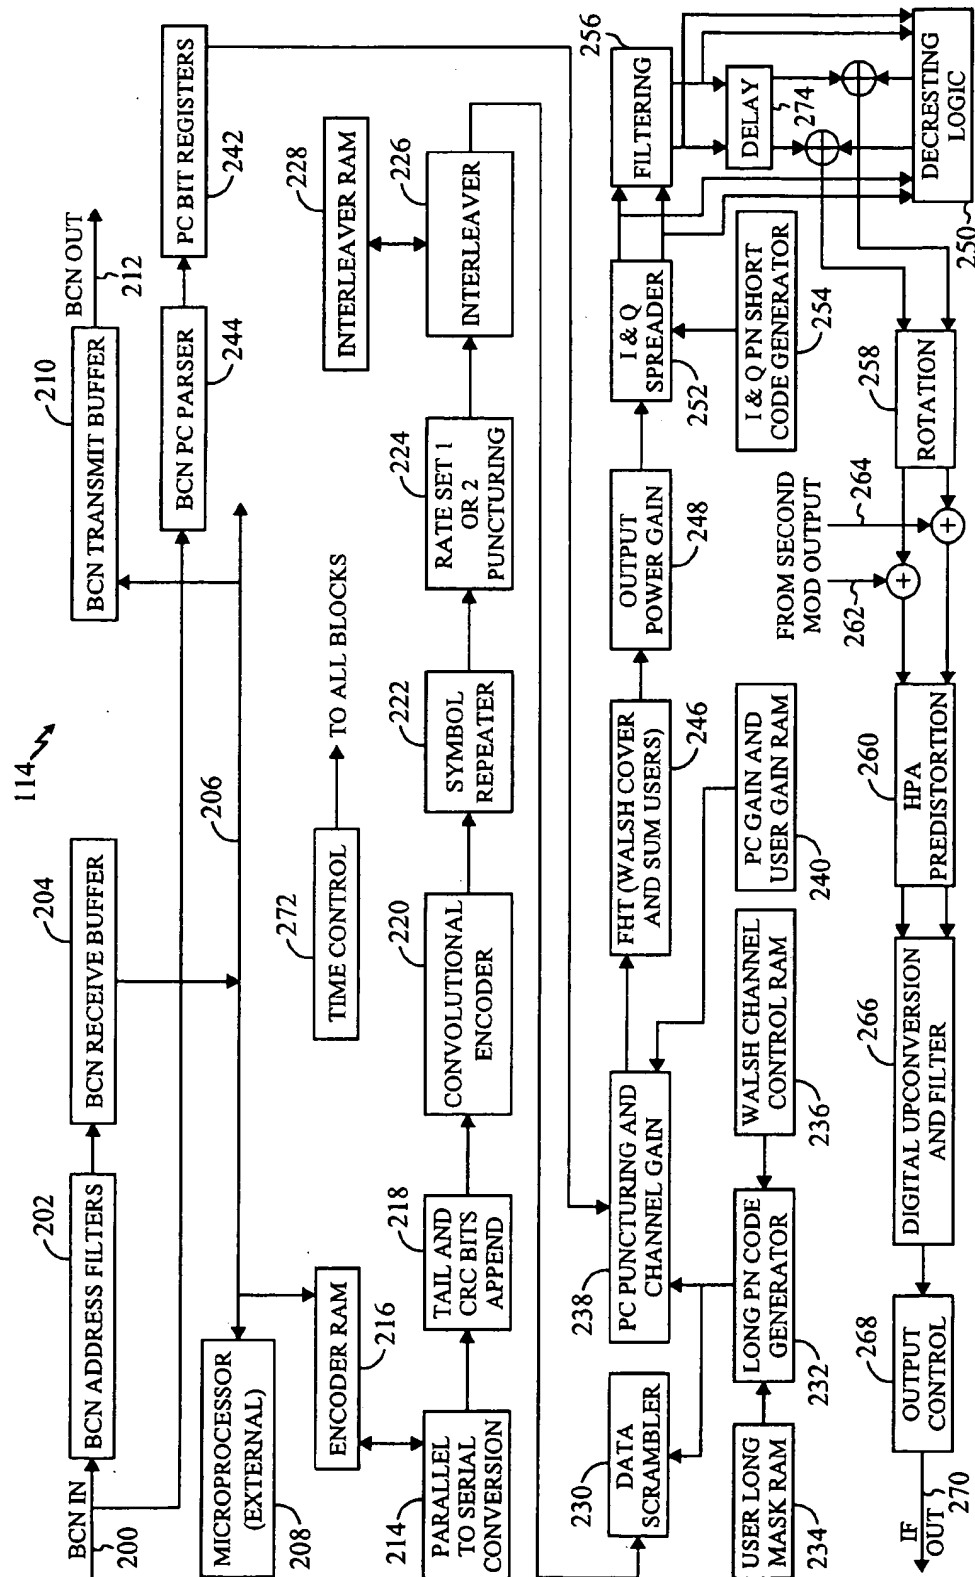 114
BCN IN
200
BCN ADDRESS FILTERS
202
BCN RECEIVE BUFFER
204
206
BCN TRANSMIT BUFFER
210
BCN OUT
212
BCN PC PARSER
244
PC BIT REGISTERS
242
MICROPROCESSOR
(EXTERNAL)
208
ENCODER RAM
216
TIME CONTROL
272
TO ALL BLOCKS
INTERLEAVER RAM
228
PARALLEL
TO SERIAL
CONVERSION
214
TAIL AND
CRC BITS
APPEND
218
CONVOLUTIONAL
ENCODER
220
SYMBOL
REPEATER
222
RATE SET 1
OR 2
PUNCTURING
224
INTERLEAVER
226
DATA
SCRAMBLER
230
PC PUNCTURING AND
CHANNEL GAIN
238
FHT (WALSH COVER
AND SUM USERS)
246
OUTPUT
POWER GAIN
248
I & Q
SPREADER
252
FILTERING
256
USER LONG
MASK RAM
234
LONG PN CODE
GENERATOR
232
WALSH CHANNEL
CONTROL RAM
236
PC GAIN AND
USER GAIN RAM
240
I & Q PN SHORT
CODE GENERATOR
254
DELAY
274
DECRESTING
LOGIC
250
IF
OUT
270
OUTPUT
CONTROL
268
DIGITAL UPCONVERSION
AND FILTER
266
HPA
PREDISTORTION
260
FROM SECOND
MOD OUTPUT
262
264
+
+
ROTATION
258